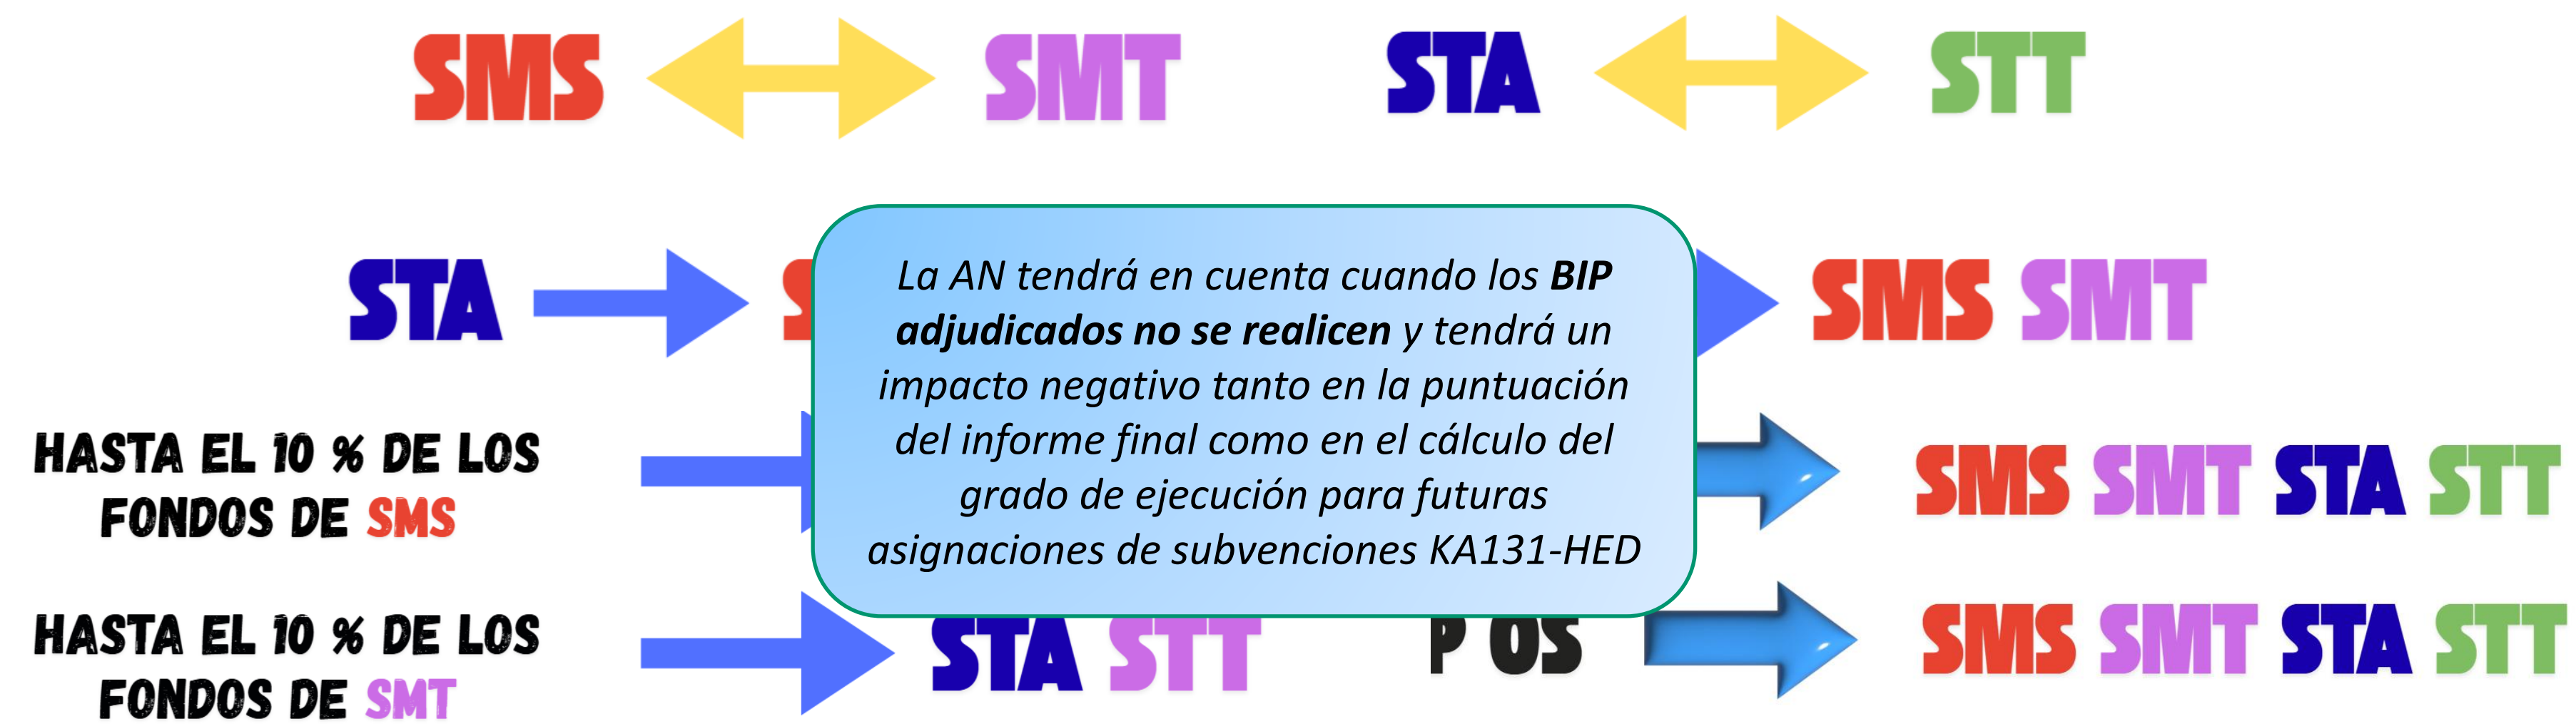 SMS SMT STA STT
STA
SMS SMT
La AN tendrá en cuenta cuando los BIP
adjudicados no se realicen y tendrá un
impacto negativo tanto en la puntuación
del informe final como en el cálculo del
grado de ejecución para futuras
asignaciones de subvenciones KA131-HED
HASTA EL 10 % DE LOS
FONDOS DE SMS
SMS SMT STA STT
HASTA EL 10 % DE LOS
FONDOS DE SMT
STA STT
OS
SMS SMT STA STT